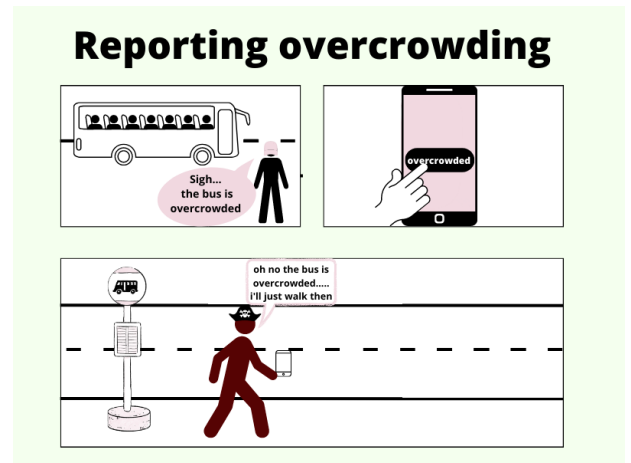 Reporting overcrowding
Sigh...
the bus is
overcrowded
overcrowded
oh no the bus is
overcrowded.....
i'll just walk then